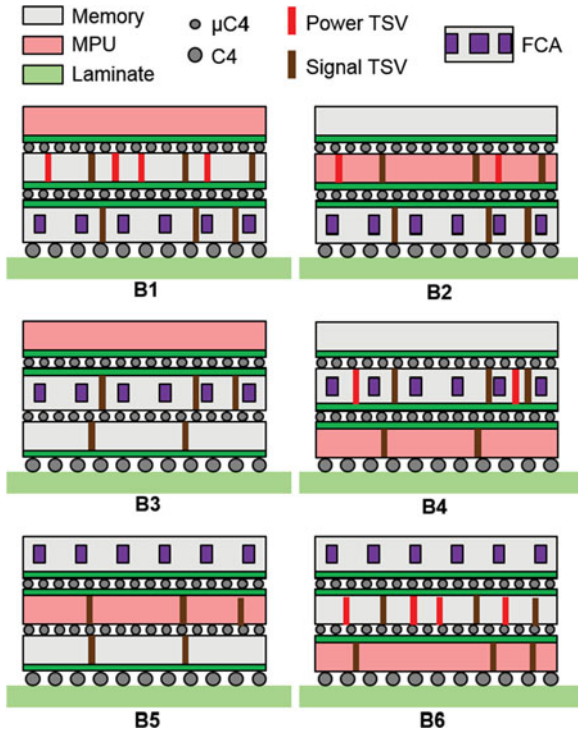 Memory
MPU
Laminate
μC4
C4
Power TSV
Signal TSV
FCA
B1
B2
B3
B4
B5
B6